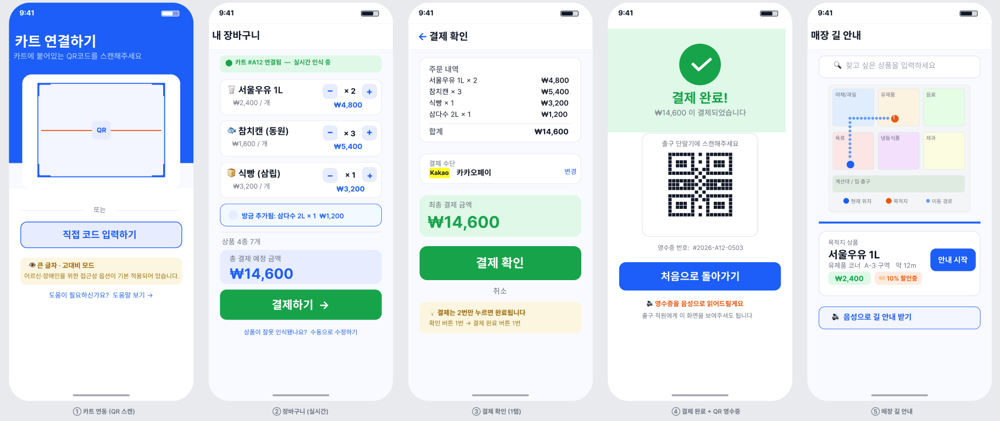 9:41
카트 연결하기
카트에 붙어있는 QR코드를 스캔해주세요
QR
또는
직접 코드 입력하기
큰 글자 · 고대비 모드
어르신·장애인을 위한 접근성 옵션이 기본 적용되어 있습니다.
도움이 필요하신가요? 도움말 보기 →
① 카트 연동 (QR 스캔)
9:41
내 장바구니
카트 #A12 연결됨 — 실시간 인식 중
서울우유 1L
− × 2 +
₩2,400 / 개
₩4,800
참치캔 (동원)
− × 3 +
₩1,800 / 개
₩5,400
식빵 (삼립)
− × 1 +
₩3,200 / 개
₩3,200
방금 추가됨: 삼다수 2L × 1 ₩1,200
상품 4종 7개
총 결제 예정 금액
₩14,600
결제하기 →
상품이 잘못 인식됐나요? 수동으로 수정하기
② 장바구니 (실시간)
9:41
← 결제 확인
주문 내역
서울우유 1L × 2 ₩4,800
참치캔 × 3 ₩5,400
식빵 × 1 ₩3,200
삼다수 2L × 1 ₩1,200
합계 ₩14,600
결제 수단
Kakao 카카오페이 변경
최종 결제 금액
₩14,600
결제 확인
취소
결제는 2번만 누르면 완료됩니다
확인 버튼 1번 → 결제 완료 버튼 1번
③ 결제 확인 (1탭)
9:41
결제 완료!
₩14,600 이 결제되었습니다
출구 단말기에 스캔해주세요
영수증 번호: #2026-A12-0503
처음으로 돌아가기
영수증을 음성으로 읽어드릴게요
출구 직원에게 이 화면을 보여주셔도 됩니다
④ 결제 완료 + QR 영수증
9:41
매장 길 안내
찾고 싶은 상품을 입력하세요
야채/과일 유제품 음료
!
육류 냉동식품 제과
계산대 / 입·출구
현재 위치 목적지 이동 경로
목적지 상품
서울우유 1L
유제품 코너 A-3 구역 약 12m
안내 시작
₩2,400 10% 할인중
음성으로 길 안내 받기
⑤ 매장 길 안내